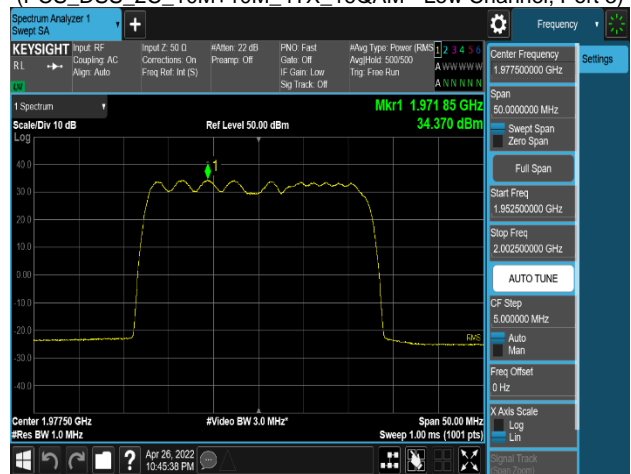 Spectrum Analyzer 1
Swept SA
+
Frequency
KEYSIGHT
RL
LW
Input: RF
Coupling: AC
Align: Auto
Input Z: 50 Ω
Corrections: On
Freq Ref: Int (S)
#Atten: 22 dB
Preamp: Off
PNO: Fast
Gate: Off
IF Gain: Low
Sig Track: Off
#Avg Type: Power (RMS
Avg|Hold: 500/500
Trig: Free Run
1 2 3 4 5 6
A W W W W W
A N N N N N
1 Spectrum
Scale/Div 10 dB
Log
Ref Level 50.00 dBm
Mkr1 1.971 85 GHz
34.370 dBm
1
40.0
30.0
20.0
10.0
0.00
-10.0
-20.0
-30.0
-40.0
RMS
Center 1.97750 GHz
#Res BW 1.0 MHz
#Video BW 3.0 MHz*
Span 50.00 MHz
Sweep 1.00 ms (1001 pts)
Apr 26, 2022
10:45:38 PM
?
Center Frequency
1.977500000 GHz
Settings
Span
50.0000000 MHz
Swept Span
Zero Span
Full Span
Start Freq
1.952500000 GHz
Stop Freq
2.002500000 GHz
AUTO TUNE
CF Step
5.000000 MHz
Auto
Man
Freq Offset
0 Hz
X Axis Scale
Log
Lin
Signal Track
(Span Zoom)